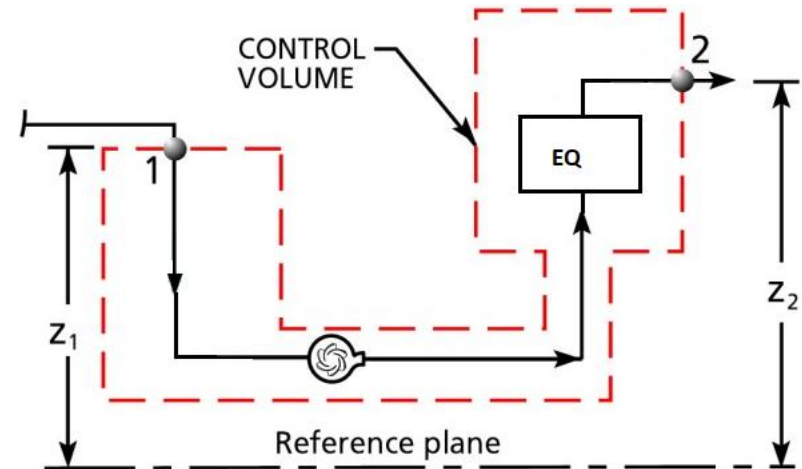 CONTROL
VOLUME
2
1
EQ
Z₁
Z₂
Reference plane